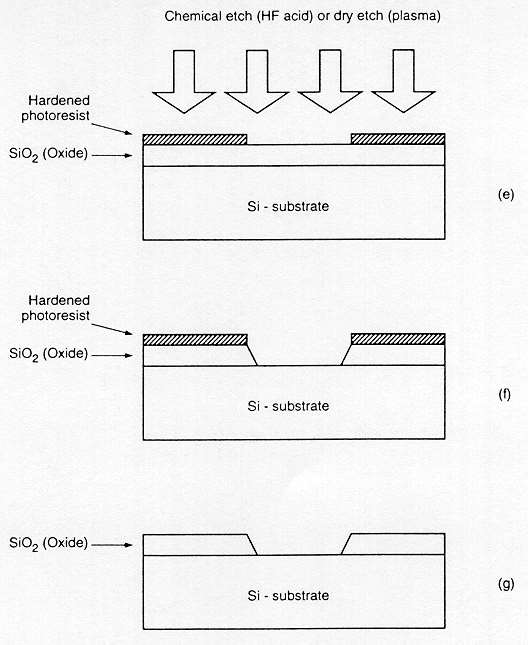 Chemical etch (HF acid) or dry etch (plasma)
Hardened
photoresist
SiO₂ (Oxide)
Si - substrate
(e)
Hardened
photoresist
SiO₂ (Oxide)
Si - substrate
(f)
SiO₂ (Oxide)
Si - substrate
(g)